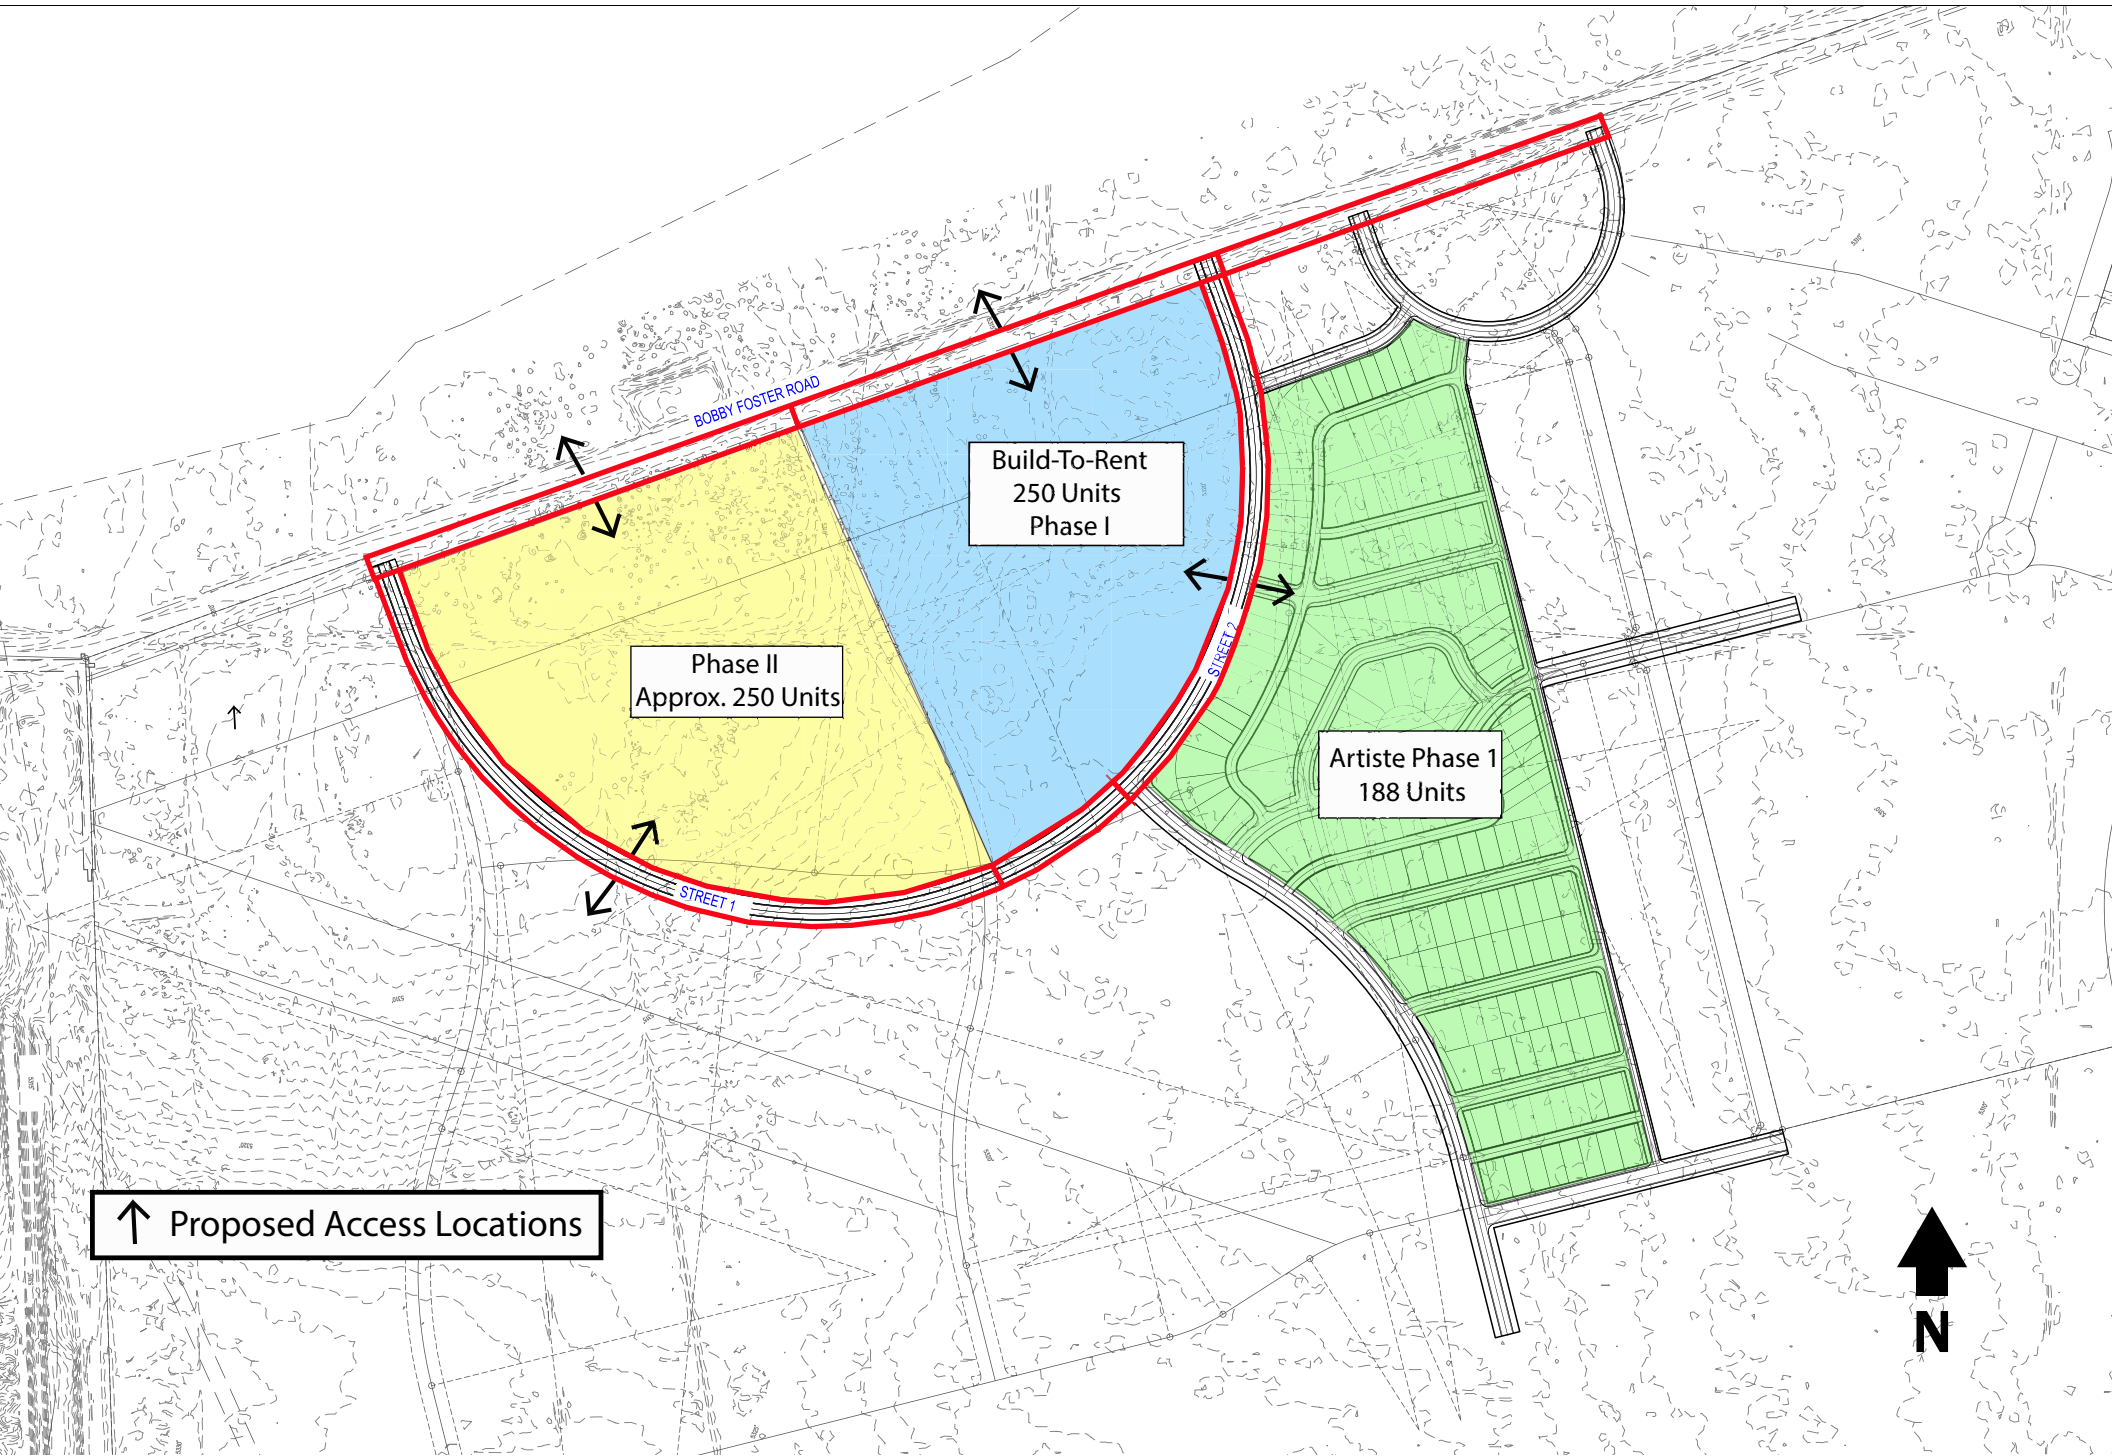 BOBBY FOSTER ROAD
Build-To-Rent
250 Units
Phase I
Phase II
Approx. 250 Units
STREET 2
Artiste Phase 1
188 Units
STREET 1
Proposed Access Locations
N